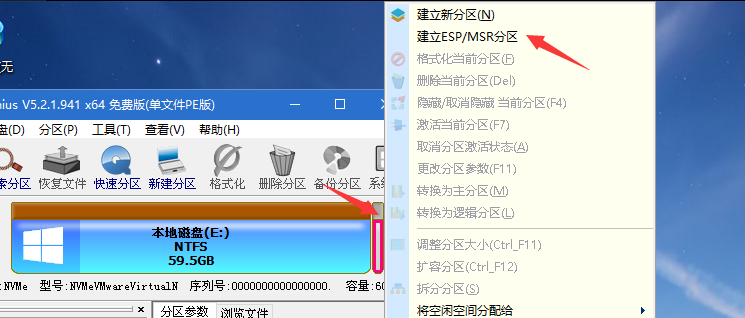 建立新分区(N)
建立ESP/MSR分区
格式化当前分区(F)
删除当前分区(Del)
隐藏/取消隐藏 当前分区(F4)
激活当前分区(F7)
取消分区激活状态(A)
更改分区参数(F11)
转换为主分区(M)
转换为逻辑分区(L)
调整分区大小(Ctrl_F11)
扩容分区(Ctrl_F12)
拆分分区(S)
将空闲空间分配给
无
nius V5.2.1.941 x64 免费版(单文件PE版)
盘(D) 分区(P) 工具(T) 查看(V) 帮助(H)
索分区 恢复文件 快速分区 新建分区 格式化 删除分区 备份分区 系统
本地磁盘(E:)
NTFS
59.5GB
:NVMe 型号:NVMeVMwareVirtualN 序列号:0000000000000000. 容量:60
分区参数 浏览文件